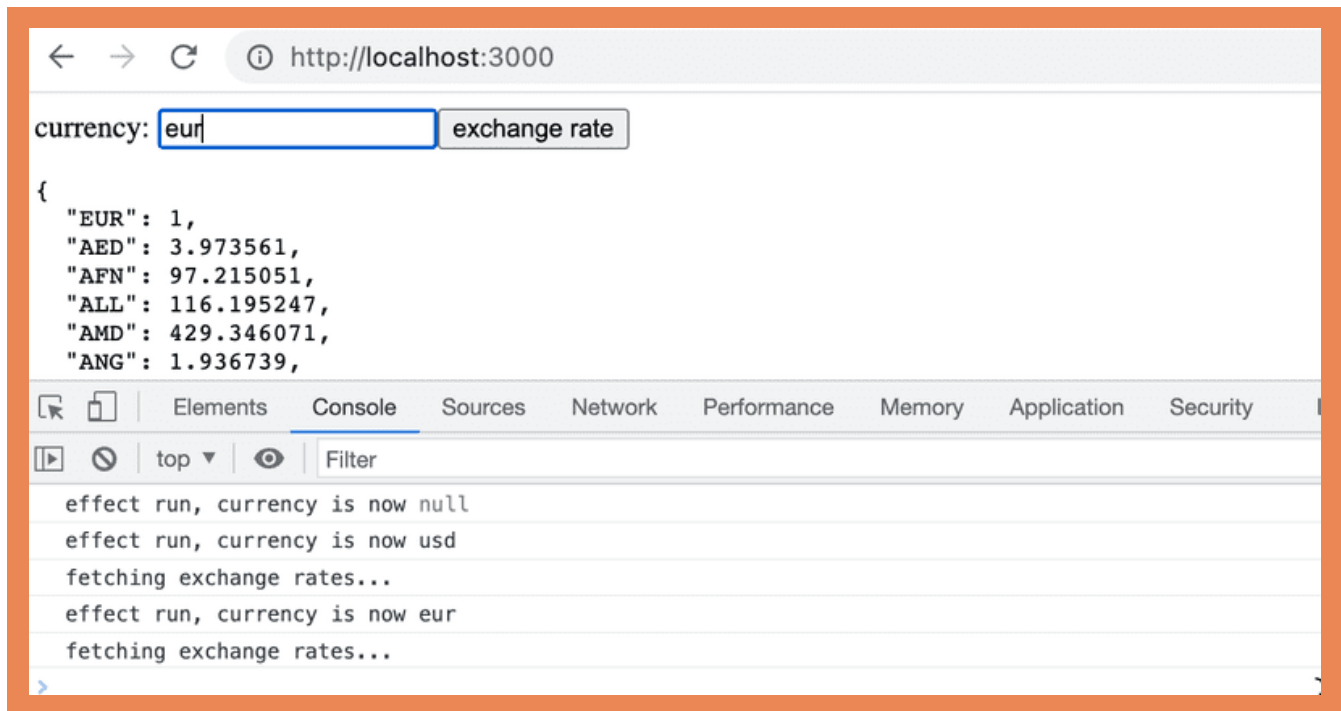 http://localhost:3000
currency: eur exchange rate
{
"EUR": 1,
"AED": 3.973561,
"AFN": 97.215051,
"ALL": 116.195247,
"AMD": 429.346071,
"ANG": 1.936739,
Elements Console Sources Network Performance Memory Application Security
top Filter
effect run, currency is now null
effect run, currency is now usd
fetching exchange rates...
effect run, currency is now eur
fetching exchange rates...
>